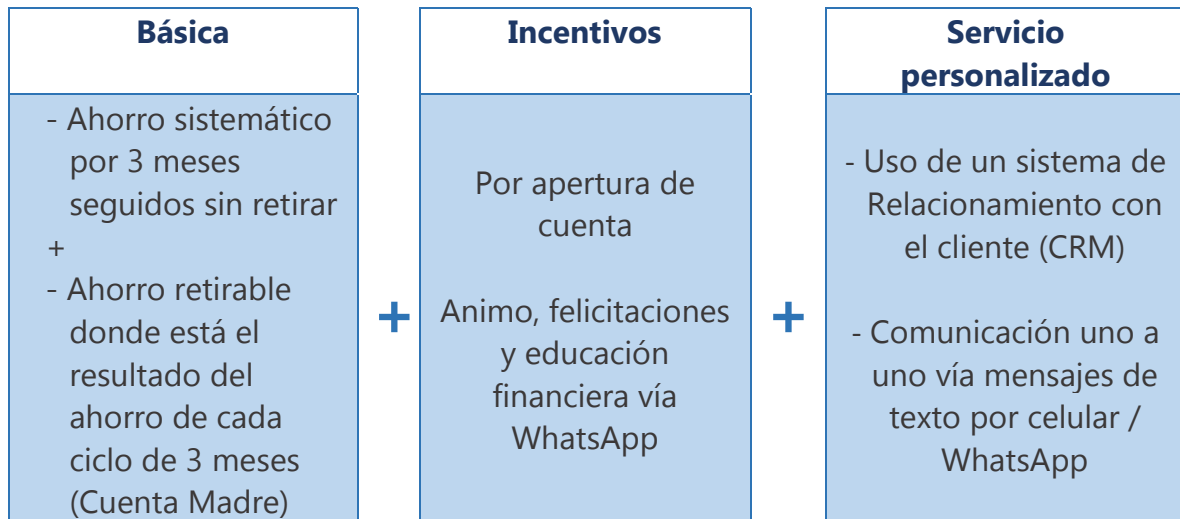 Básica
- Ahorro sistemático
por 3 meses
seguidos sin retirar
+
- Ahorro retirable
donde está el
resultado del
ahorro de cada
ciclo de 3 meses
(Cuenta Madre)
+
Incentivos
Por apertura de
cuenta
Animo, felicitaciones
y educación
financiera vía
WhatsApp
+
Servicio
personalizado
- Uso de un sistema de
Relacionamiento con
el cliente (CRM)
- Comunicación uno a
uno vía mensajes de
texto por celular /
WhatsApp